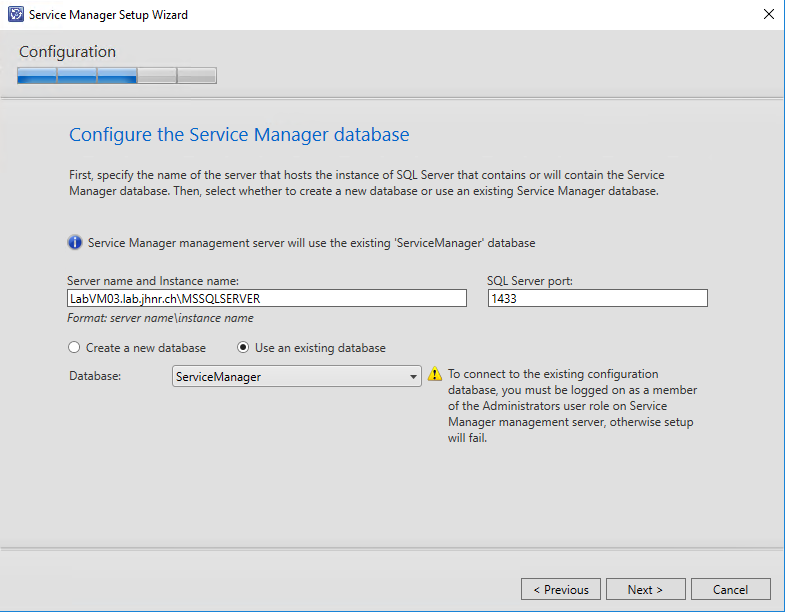 Service Manager Setup Wizard
Configuration
Configure the Service Manager database
First, specify the name of the server that hosts the instance of SQL Server that contains or will contain the Service
Manager database. Then, select whether to create a new database or use an existing Service Manager database.
Service Manager management server will use the existing 'ServiceManager' database
Server name and Instance name:
SQL Server port:
LabVM03.lab.jhnr.ch\MSSQLSERVER
1433
Format: server name\instance name
Create a new database
Use an existing database
Database:
ServiceManager
To connect to the existing configuration
database, you must be logged on as a member
of the Administrators user role on Service
Manager management server, otherwise setup
will fail.
< Previous
Next >
Cancel